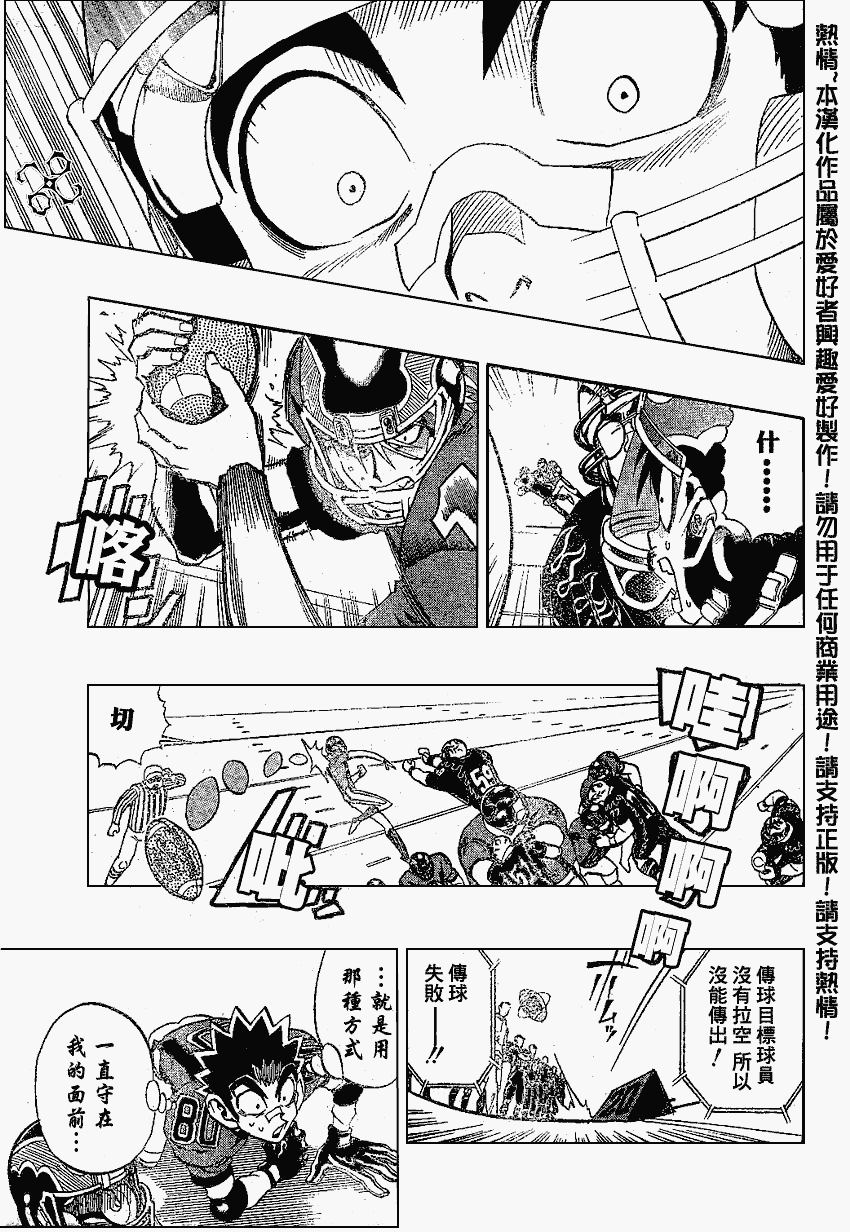 熱情~本漢化作品屬於愛好者興趣愛好製作！請勿用于任何商業用途！請支持正版！請支持熱情！
什……
喀
哇啊啊啊
切
吡
58
51
傳球目標球員
沒有拉空 所以
沒能傳出！
傳球
失敗——!!
…就是用
那種方式
一直守在
我的面前…
80